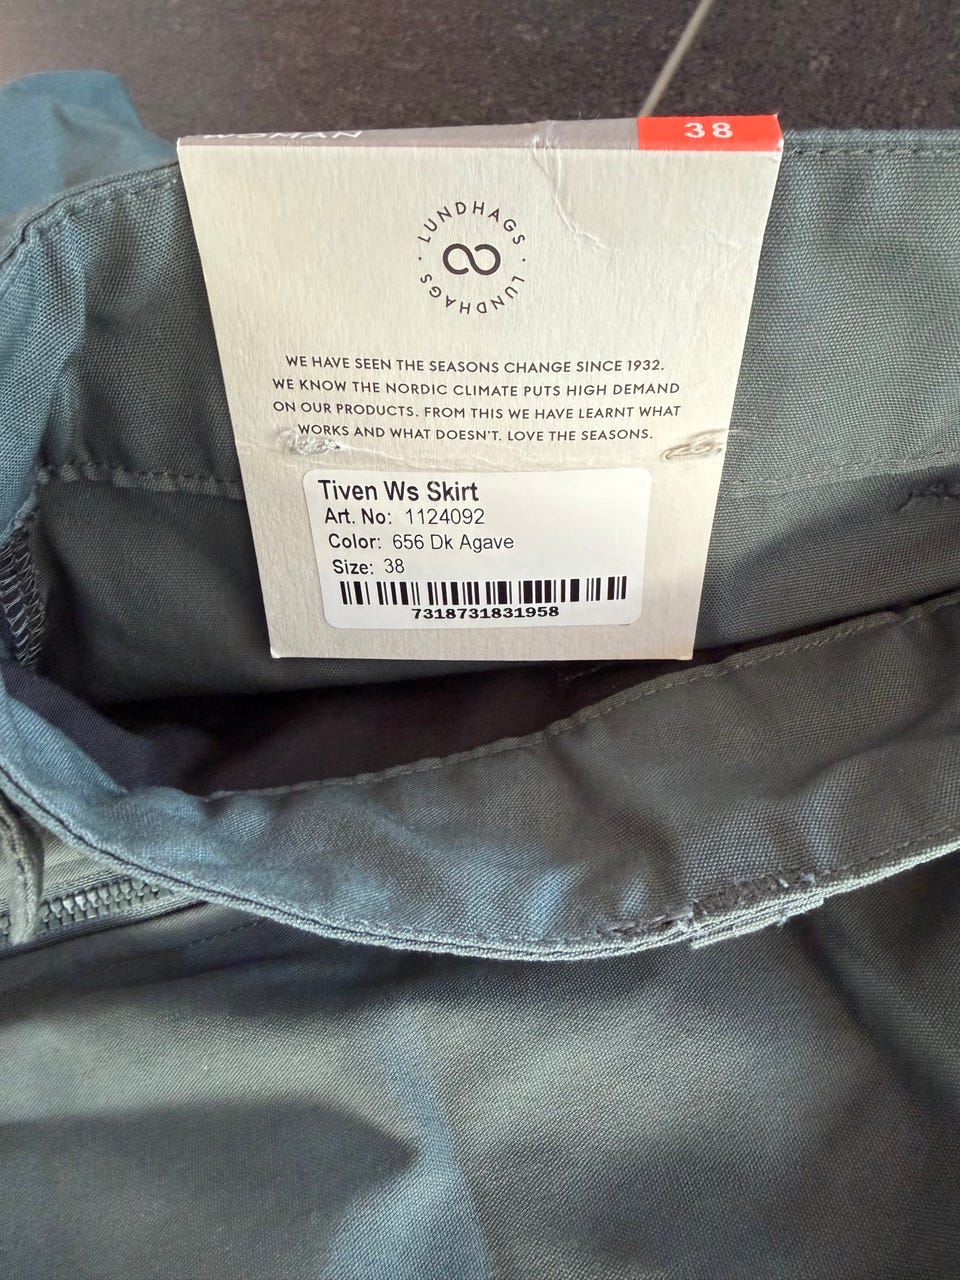 WOMAN
38
LUNDHAGS · LUNDHAGS ·
WE HAVE SEEN THE SEASONS CHANGE SINCE 1932.
WE KNOW THE NORDIC CLIMATE PUTS HIGH DEMAND
ON OUR PRODUCTS. FROM THIS WE HAVE LEARNT WHAT
WORKS AND WHAT DOESN'T. LOVE THE SEASONS.
Tiven Ws Skirt
Art. No: 1124092
Color: 656 Dk Agave
Size: 38
7318731831958